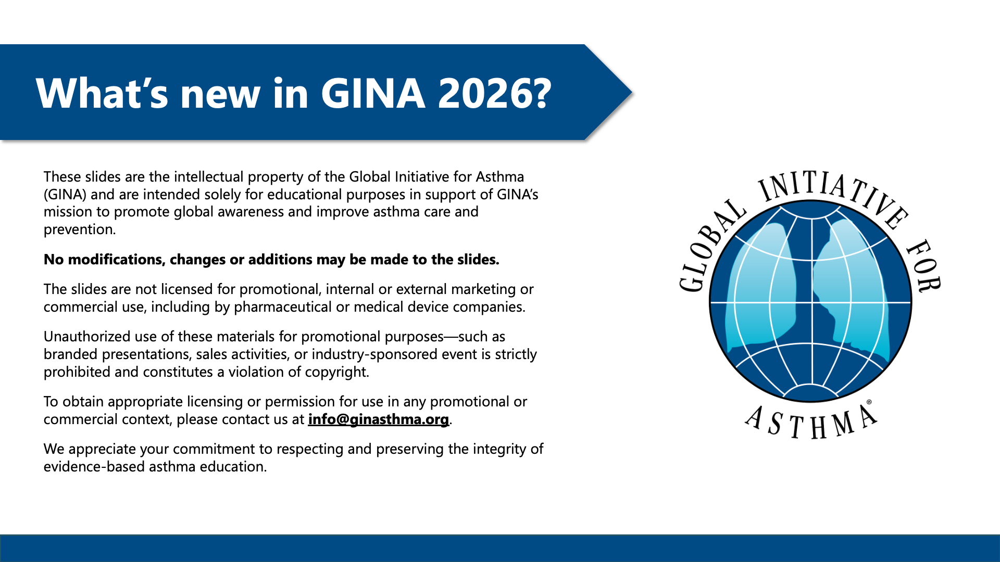 What’s new in GINA 2026?
These slides are the intellectual property of the Global Initiative for Asthma
(GINA) and are intended solely for educational purposes in support of GINA’s
mission to promote global awareness and improve asthma care and
prevention.
No modifications, changes or additions may be made to the slides.
The slides are not licensed for promotional, internal or external marketing or
commercial use, including by pharmaceutical or medical device companies.
Unauthorized use of these materials for promotional purposes—such as
branded presentations, sales activities, or industry-sponsored event is strictly
prohibited and constitutes a violation of copyright.
To obtain appropriate licensing or permission for use in any promotional or
commercial context, please contact us at info@ginasthma.org.
We appreciate your commitment to respecting and preserving the integrity of
evidence-based asthma education.
GLOBAL INITIATIVE FOR
ASTHMA®